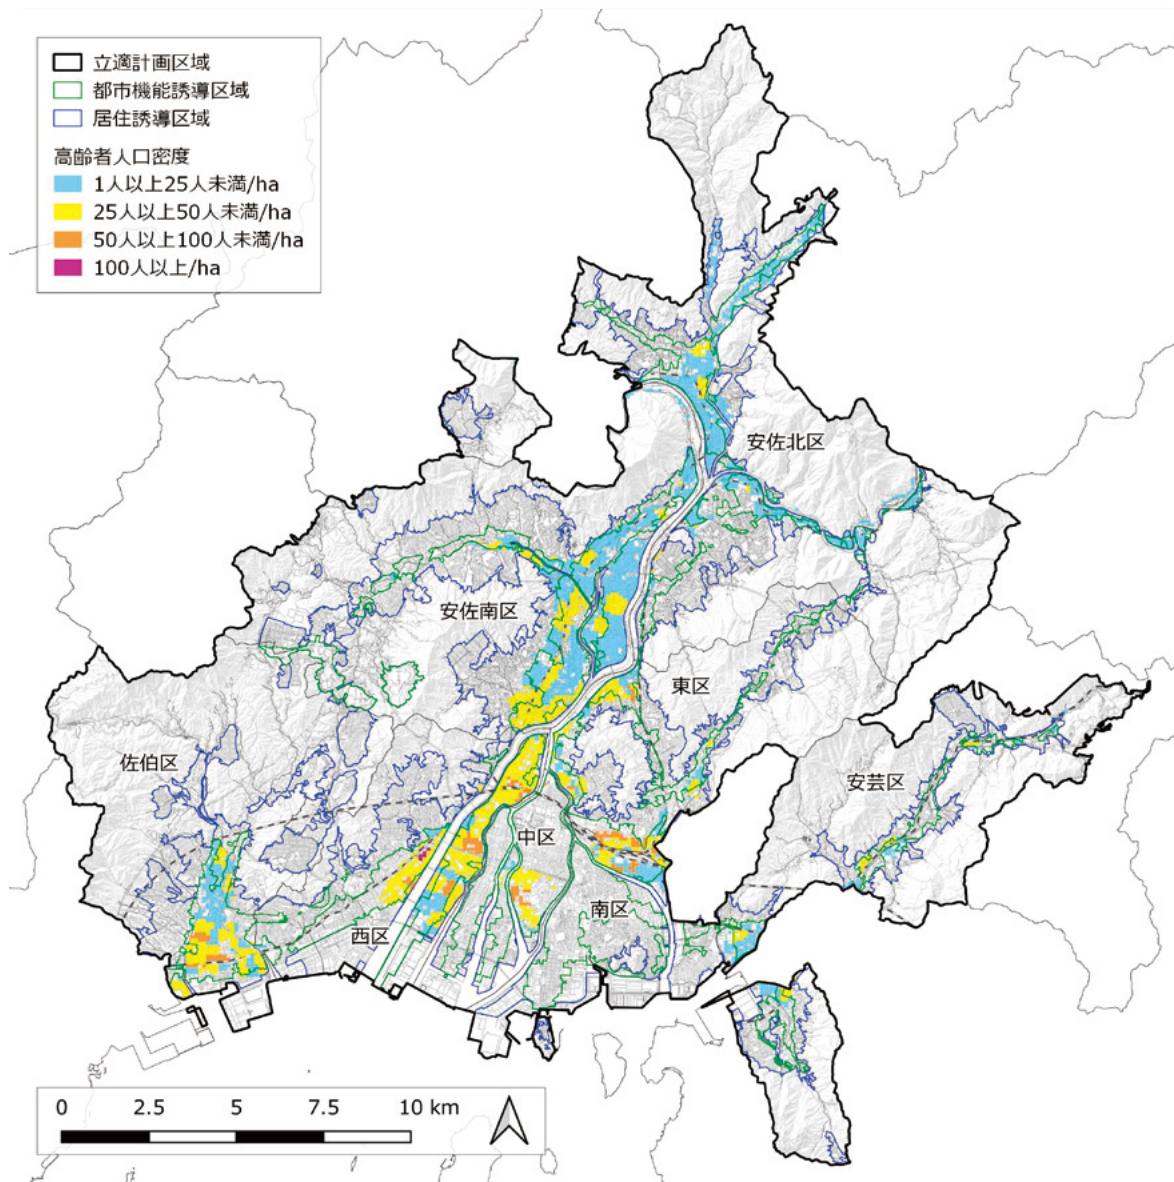 立適計画区域
都市機能誘導区域
居住誘導区域
高齢者人口密度
1人以上25人未満/ha
25人以上50人未満/ha
50人以上100人未満/ha
100人以上/ha
安佐北区
安佐南区
東区
佐伯区
安芸区
中区
南区
西区
0 2.5 5 7.5 10 km